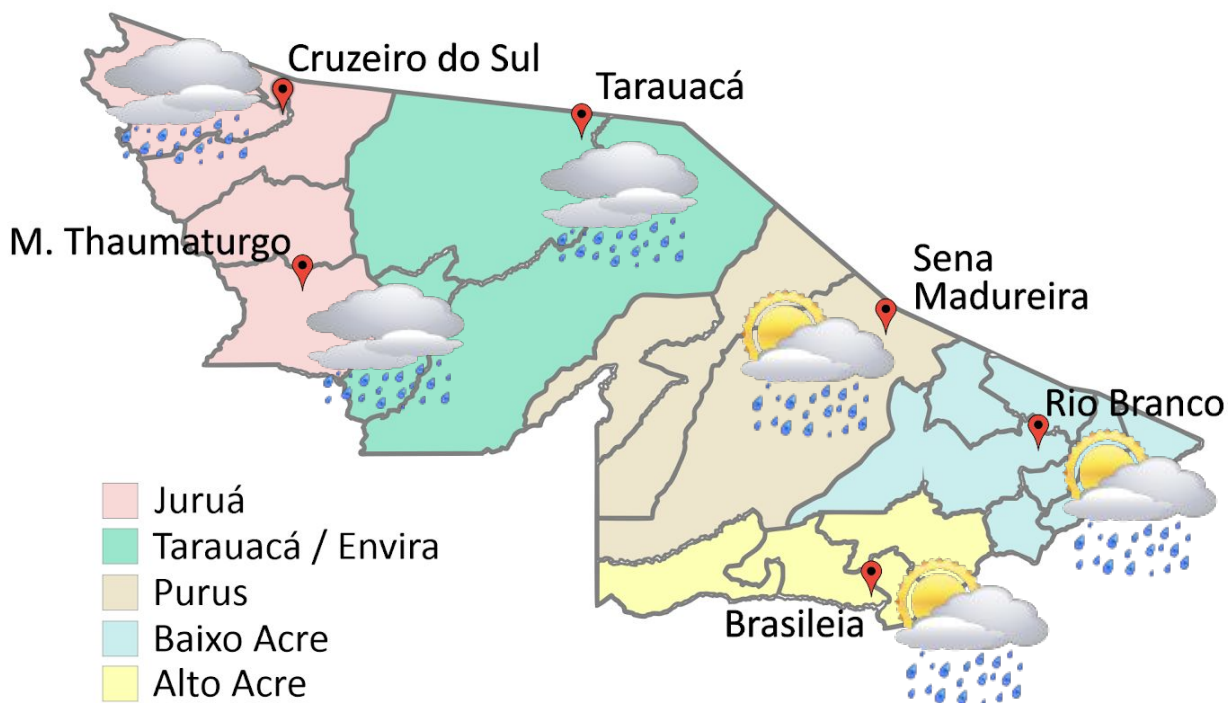 Cruzeiro do Sul
Tarauacá
M. Thaumaturgo
Sena
Madureira
Rio Branco
Brasileia
Juruá
Tarauacá / Envira
Purus
Baixo Acre
Alto Acre